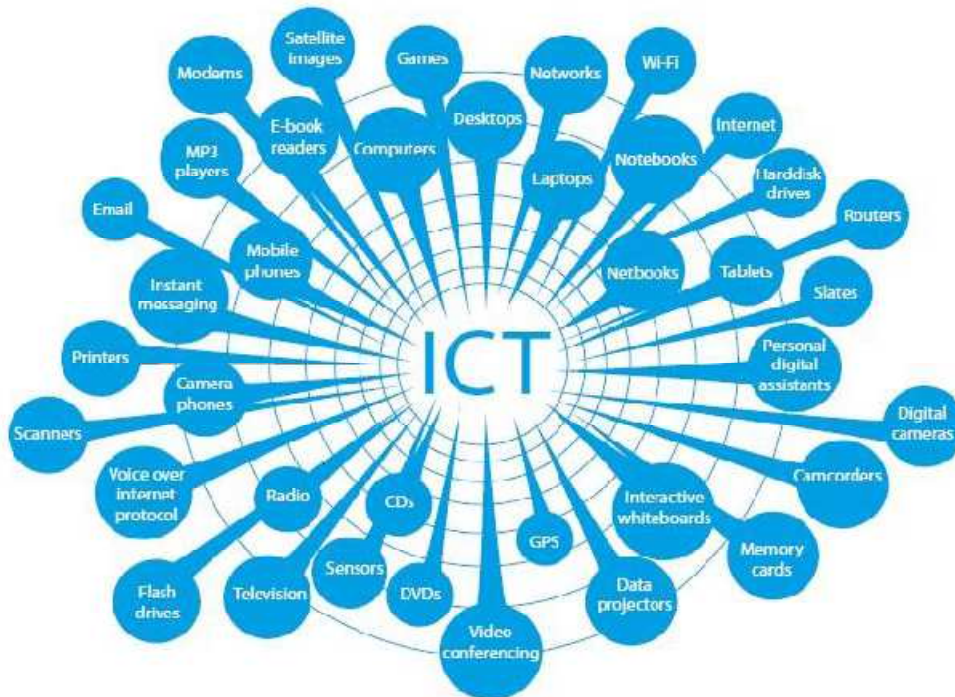 Satellite
images
Games
Modems
Networks
Wi-Fi
E-book
readers
Computers
Desktops
Internet
MP3
players
Laptops
Notebooks
Harddisk
drives
Email
Routers
Mobile
phones
Netbooks
Tablets
Instant
messaging
Slates
Printers
ICT
Personal
digital
assistants
Camera
phones
Scanners
Digital
cameras
Voice over
internet
protocol
Radio
CDs
Interactive
whiteboards
Camcorders
GPS
Memory
cards
Sensors
Flash
drives
Television
DVDs
Data
projectors
Video
conferencing